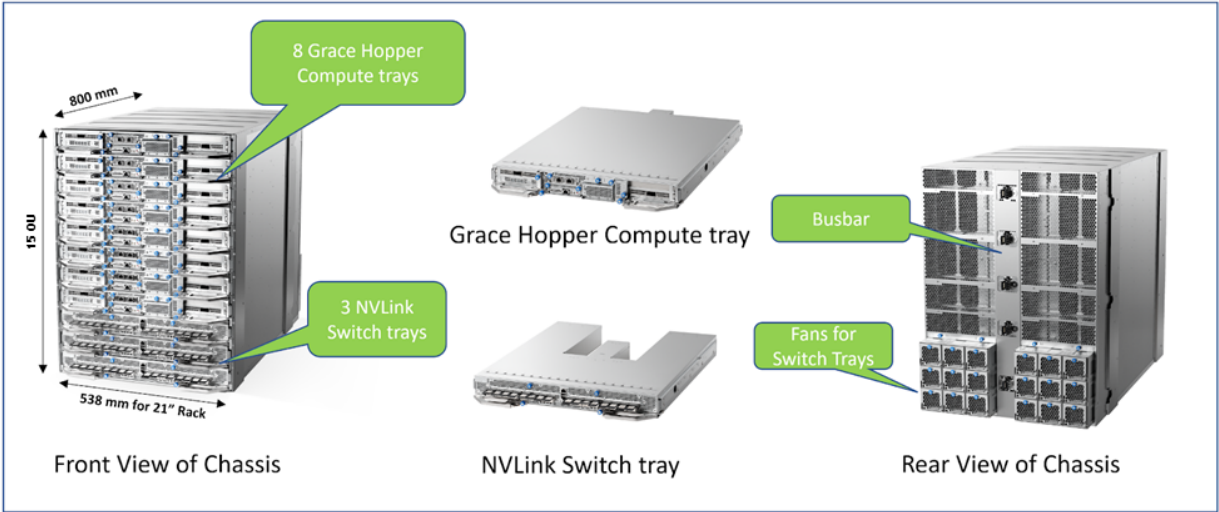 8 Grace Hopper
Compute trays
800 mm
15 OU
3 NVLink
Switch trays
538 mm for 21” Rack
Front View of Chassis
Grace Hopper Compute tray
NVLink Switch tray
Busbar
Fans for
Switch Trays
Rear View of Chassis